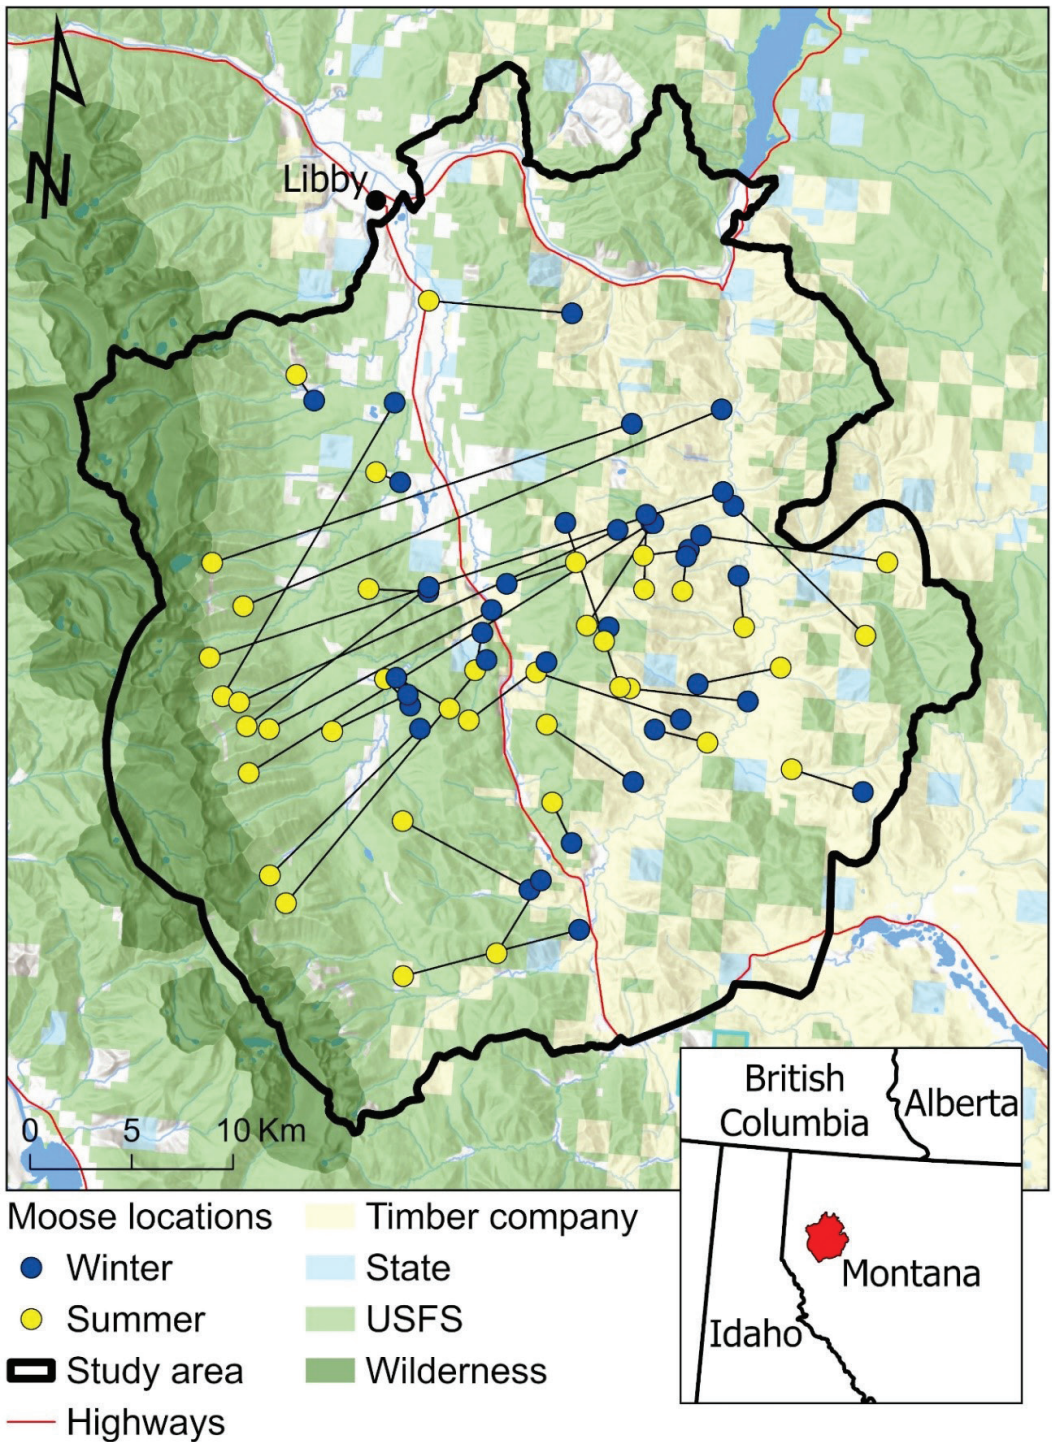 N
Libby
0 5 10 Km
British
Columbia
Alberta
Montana
Idaho
Moose locations
Winter
Summer
Study area
Highways
Timber company
State
USFS
Wilderness